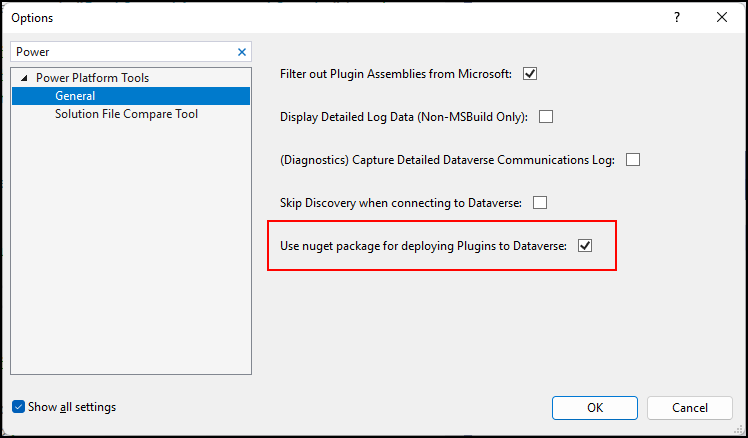 Options
?
Power
Power Platform Tools
General
Solution File Compare Tool
Filter out Plugin Assemblies from Microsoft:
Display Detailed Log Data (Non-MSBuild Only):
(Diagnostics) Capture Detailed Dataverse Communications Log:
Skip Discovery when connecting to Dataverse:
Use nuget package for deploying Plugins to Dataverse:
Show all settings
OK
Cancel